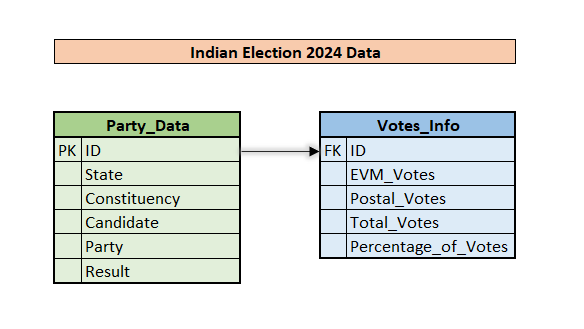 Indian Election 2024 Data
Party_Data
PK ID
State
Constituency
Candidate
Party
Result
Votes_Info
FK ID
EVM_Votes
Postal_Votes
Total_Votes
Percentage_of_Votes